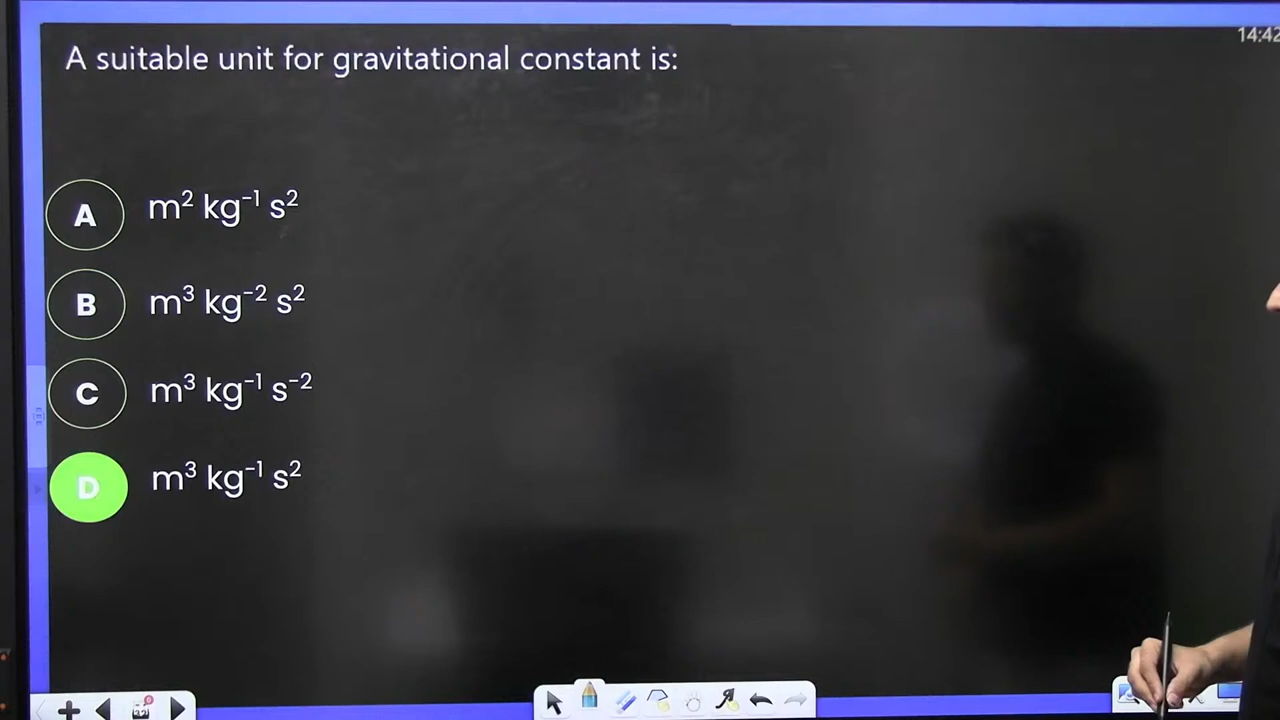 14:42
A suitable unit for gravitational constant is:
A m² kg⁻¹ s²
B m³ kg⁻² s²
C m³ kg⁻¹ s⁻²
D m³ kg⁻¹ s²